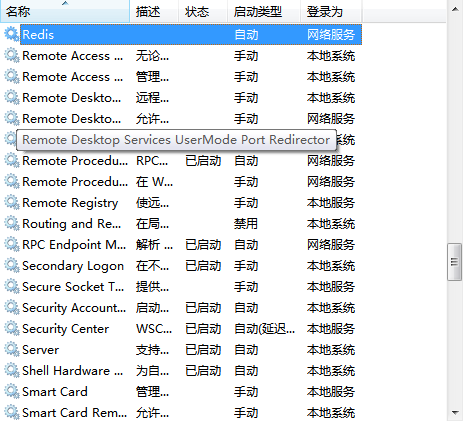 名称 描述 状态 启动类型 登录为
Redis 自动 网络服务
Remote Access ... 无论... 手动 本地系统
Remote Access ... 管理... 手动 本地系统
Remote Deskto... 远程... 手动 本地系统
Remote Deskto... 允许... 手动 网络服务
Remote Desktop Services UserMode Port Redirector
Remote Procedu... RPC... 已启动 自动 网络服务
Remote Procedu... 在 W... 手动 网络服务
Remote Registry 使远... 手动 本地服务
Routing and Re... 在局... 禁用 本地系统
RPC Endpoint M... 解析 ... 已启动 自动 网络服务
Secondary Logon 在不... 已启动 手动 本地系统
Secure Socket T... 提供... 手动 本地服务
Security Account... 启动... 已启动 自动 本地系统
Security Center WSC... 已启动 自动(延迟... 本地服务
Server 支持... 已启动 自动 本地系统
Shell Hardware ... 为自... 已启动 自动 本地系统
Smart Card 管理... 手动 本地服务
Smart Card Rem... 允许... 手动 本地系统